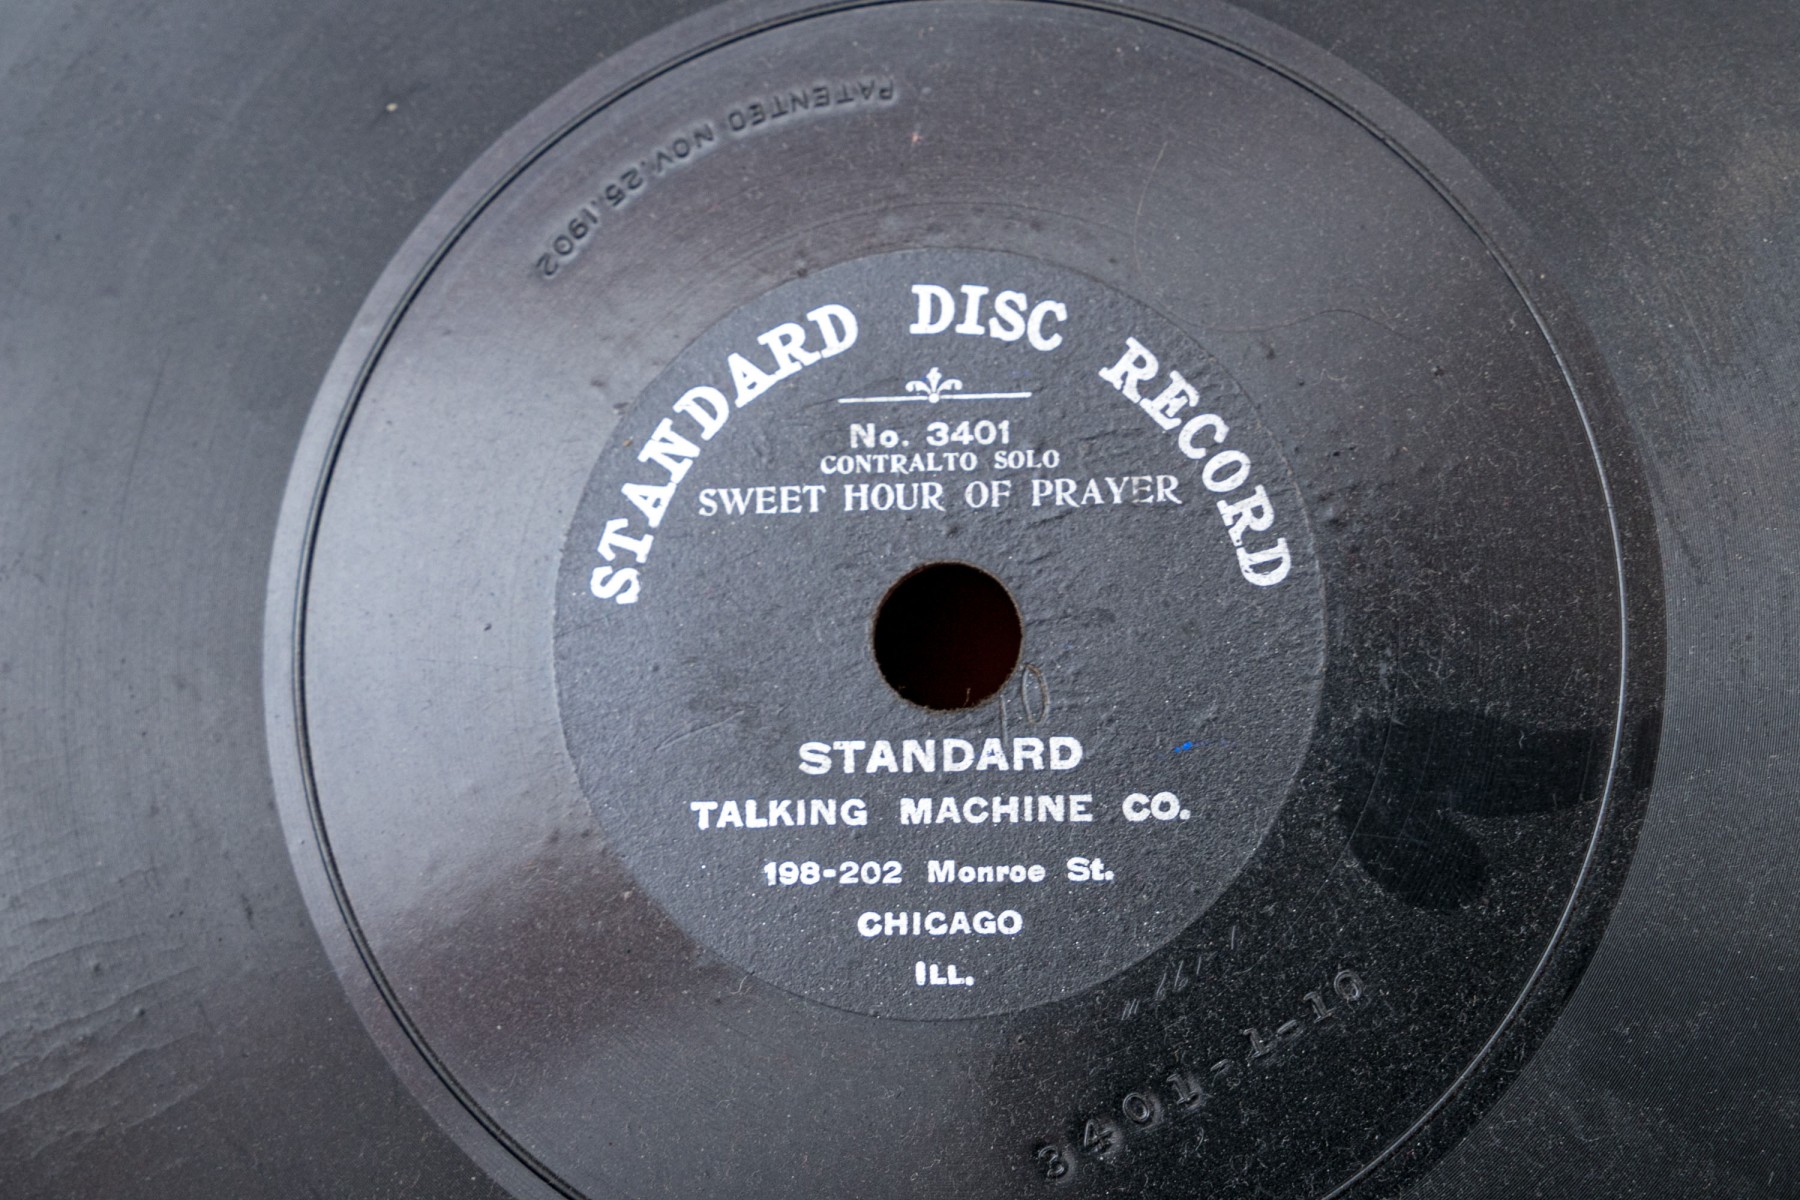 PATENTED NOV. 25, 1902
STANDARD DISC RECORD
No. 3401
CONTRALTO SOLO
SWEET HOUR OF PRAYER
STANDARD
TALKING MACHINE CO.
198-202 Monroe St.
CHICAGO
ILL.
3401-1-10